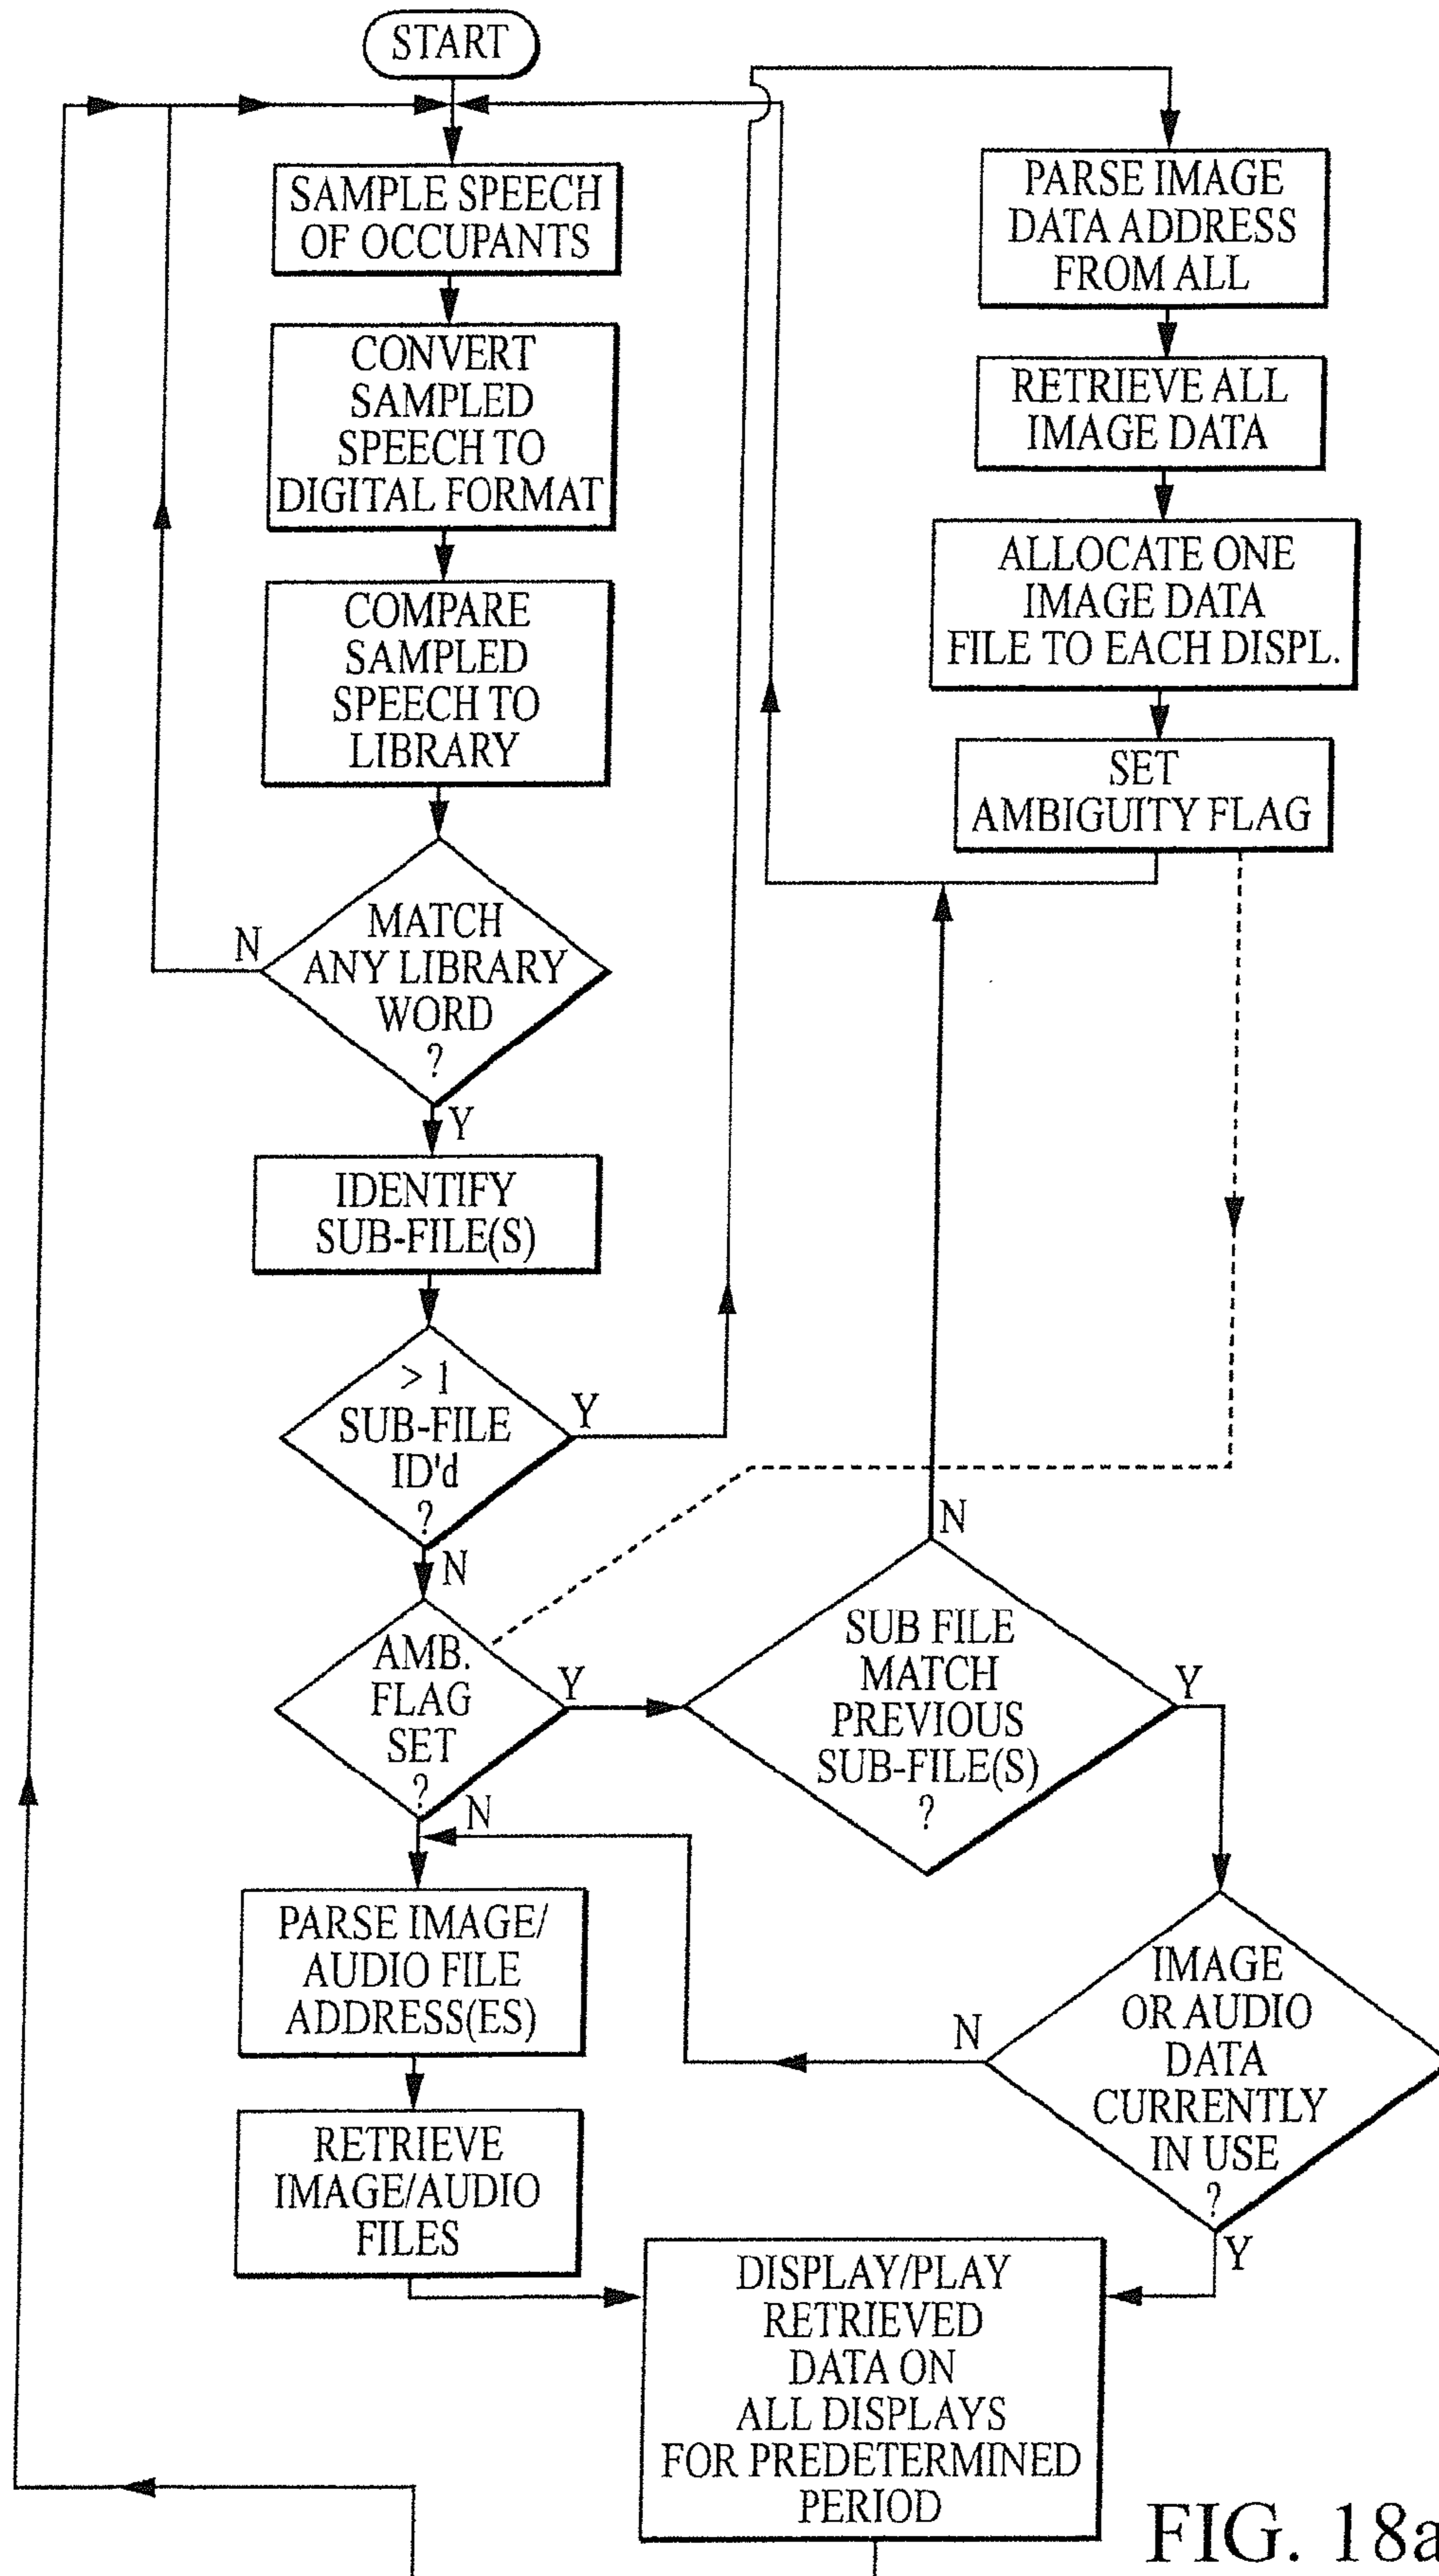 START
SAMPLE SPEECH
OF OCCUPANTS
CONVERT
SAMPLED
SPEECH TO
DIGITAL FORMAT
COMPARE
SAMPLED
SPEECH TO
LIBRARY
MATCH
ANY LIBRARY
WORD
?
N
Y
IDENTIFY
SUB-FILE(S)
> 1
SUB-FILE
ID'd
?
Y
N
PARSE IMAGE
DATA ADDRESS
FROM ALL
RETRIEVE ALL
IMAGE DATA
ALLOCATE ONE
IMAGE DATA
FILE TO EACH DISPL.
SET
AMBIGUITY FLAG
AMB.
FLAG
SET
?
Y
N
SUB FILE
MATCH
PREVIOUS
SUB-FILE(S)
?
N
Y
IMAGE
OR AUDIO
DATA
CURRENTLY
IN USE
?
N
Y
PARSE IMAGE/
AUDIO FILE
ADDRESS(ES)
RETRIEVE
IMAGE/AUDIO
FILES
DISPLAY/PLAY
RETRIEVED
DATA ON
ALL DISPLAYS
FOR PREDETERMINED
PERIOD
FIG. 18a